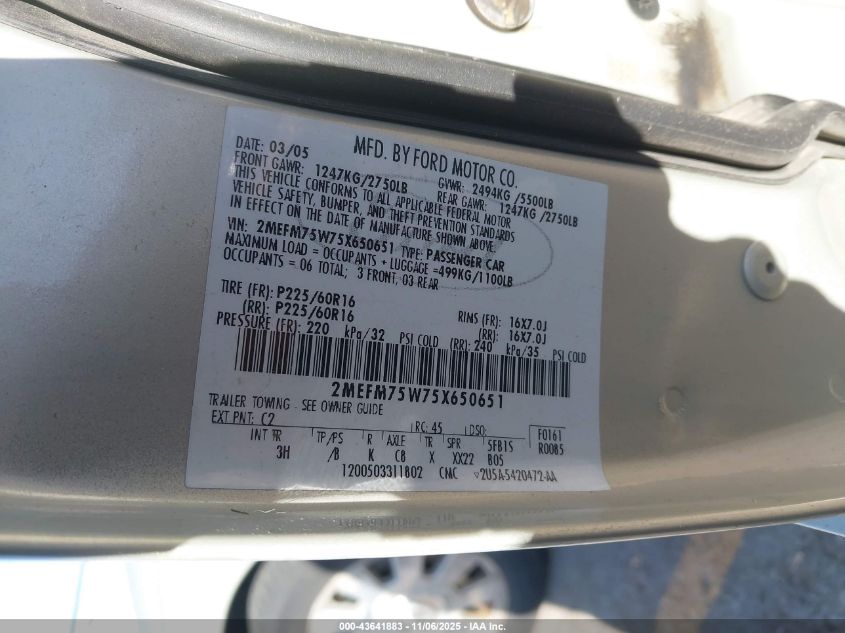 DATE: 03/05 MFD. BY FORD MOTOR CO.
FRONT GAWR: 1247KG/2750LB GVWR: 2494KG /5500LB
REAR GAWR: 1247KG /2750LB
THIS VEHICLE CONFORMS TO ALL APPLICABLE FEDERAL MOTOR
VEHICLE SAFETY, BUMPER, AND THEFT PREVENTION STANDARDS
IN EFFECT ON THE DATE OF MANUFACTURE SHOWN ABOVE.
VIN: 2MEFM75W75X650651 TYPE: PASSENGER CAR
MAXIMUM LOAD = OCCUPANTS + LUGGAGE =499KG/1100LB
OCCUPANTS = 06 TOTAL; 3 FRONT, 03 REAR
TIRE (FR): P225/60R16 RINS (FR): 16X7.0J
(RR): P225/60R16 (RR): 16X7.0J
PRESSURE (FR): 220 kPa/32 PSI COLD (RR): 240 kPa/35 PSI COLD
2MEFM75W75X650651
TRAILER TOWING - SEE OWNER GUIDE
EXT PNT: C2 RC: 45 DSO: F0161
INT TR TP/PS R AXLE TR SPR 5FB15 R0085
3H /B K C8 X XX22 B05
1200503311802 CMC 2U5A-5420472-AA
000-43641883 - 11/06/2025 - IAA, Inc.